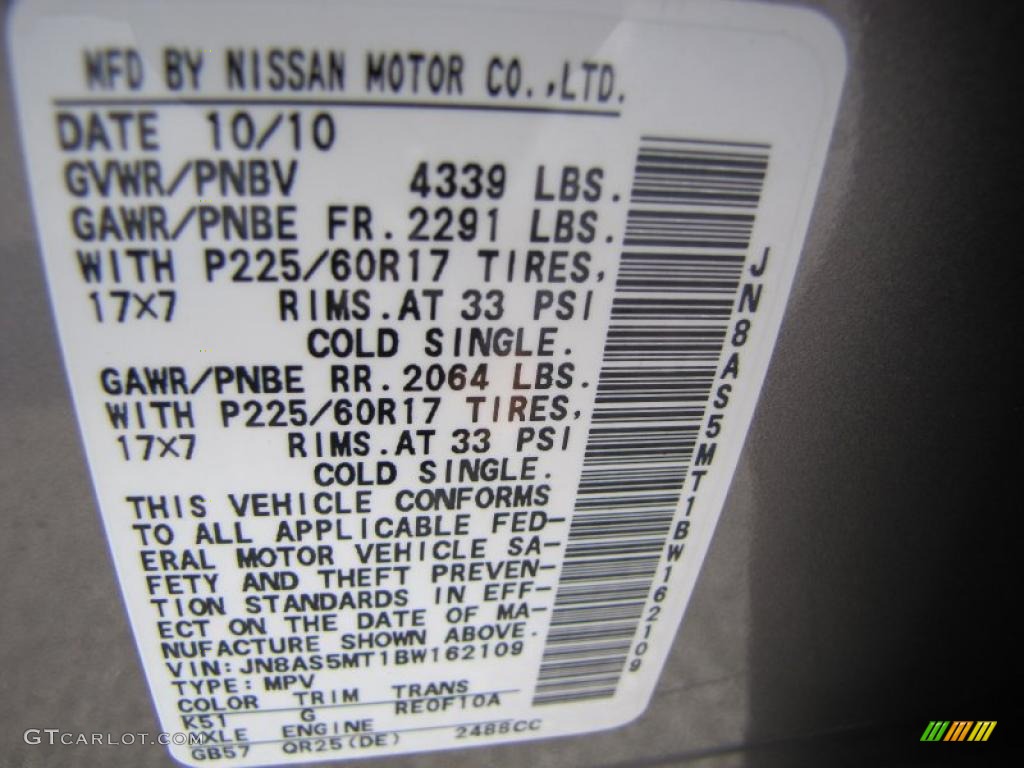 MFD BY NISSAN MOTOR CO.,LTD.
DATE 10/10
GVWR/PNBV 4339 LBS.
GAWR/PNBE FR. 2291 LBS.
WITH P225/60R17 TIRES,
17X7 RIMS. AT 33 PSI
COLD SINGLE.
GAWR/PNBE RR. 2064 LBS.
WITH P225/60R17 TIRES,
17X7 RIMS. AT 33 PSI
COLD SINGLE.
THIS VEHICLE CONFORMS
TO ALL APPLICABLE FED-
ERAL MOTOR VEHICLE SA-
FETY AND THEFT PREVEN-
TION STANDARDS IN EFF-
ECT ON THE DATE OF MA-
NUFACTURE SHOWN ABOVE.
VIN: JN8AS5MT1BW162109
TYPE: MPV
COLOR TRIM TRANS
K51 G RE0F10A
AXLE ENGINE
GB57 QR25(DE) 2488CC
JN8AS5MT1BW162109
GTCARLOT.COM